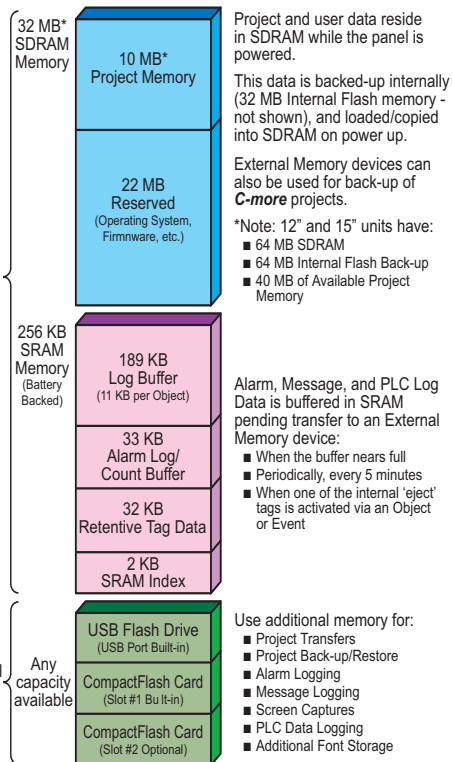 32 MB*
SDRAM
Memory
10 MB*
Project Memory
22 MB
Reserved
(Operating System,
Firmnware, etc.)
Project and user data reside
in SDRAM while the panel is
powered.
This data is backed-up internally
(32 MB Internal Flash memory -
not shown), and loaded/copied
into SDRAM on power up.
External Memory devices can
also be used for back-up of
C-more projects.
*Note: 12” and 15” units have:
■ 64 MB SDRAM
■ 64 MB Internal Flash Back-up
■ 40 MB of Available Project
Memory
256 KB
SRAM
Memory
(Battery
Backed)
189 KB
Log Buffer
(11 KB per Object)
33 KB
Alarm Log/
Count Buffer
32 KB
Retentive Tag Data
2 KB
SRAM Index
Alarm, Message, and PLC Log
Data is buffered in SRAM
pending transfer to an External
Memory device:
■ When the buffer nears full
■ Periodically, every 5 minutes
■ When one of the internal ‘eject’
tags is activated via an Object
or Event
Any
capacity
available
USB Flash Drive
(USB Port Built-in)
CompactFlash Card
(Slot #1 Bu lt-in)
CompactFlash Card
(Slot #2 Optional)
Use additional memory for:
■ Project Transfers
■ Project Back-up/Restore
■ Alarm Logging
■ Message Logging
■ Screen Captures
■ PLC Data Logging
■ Additional Font Storage